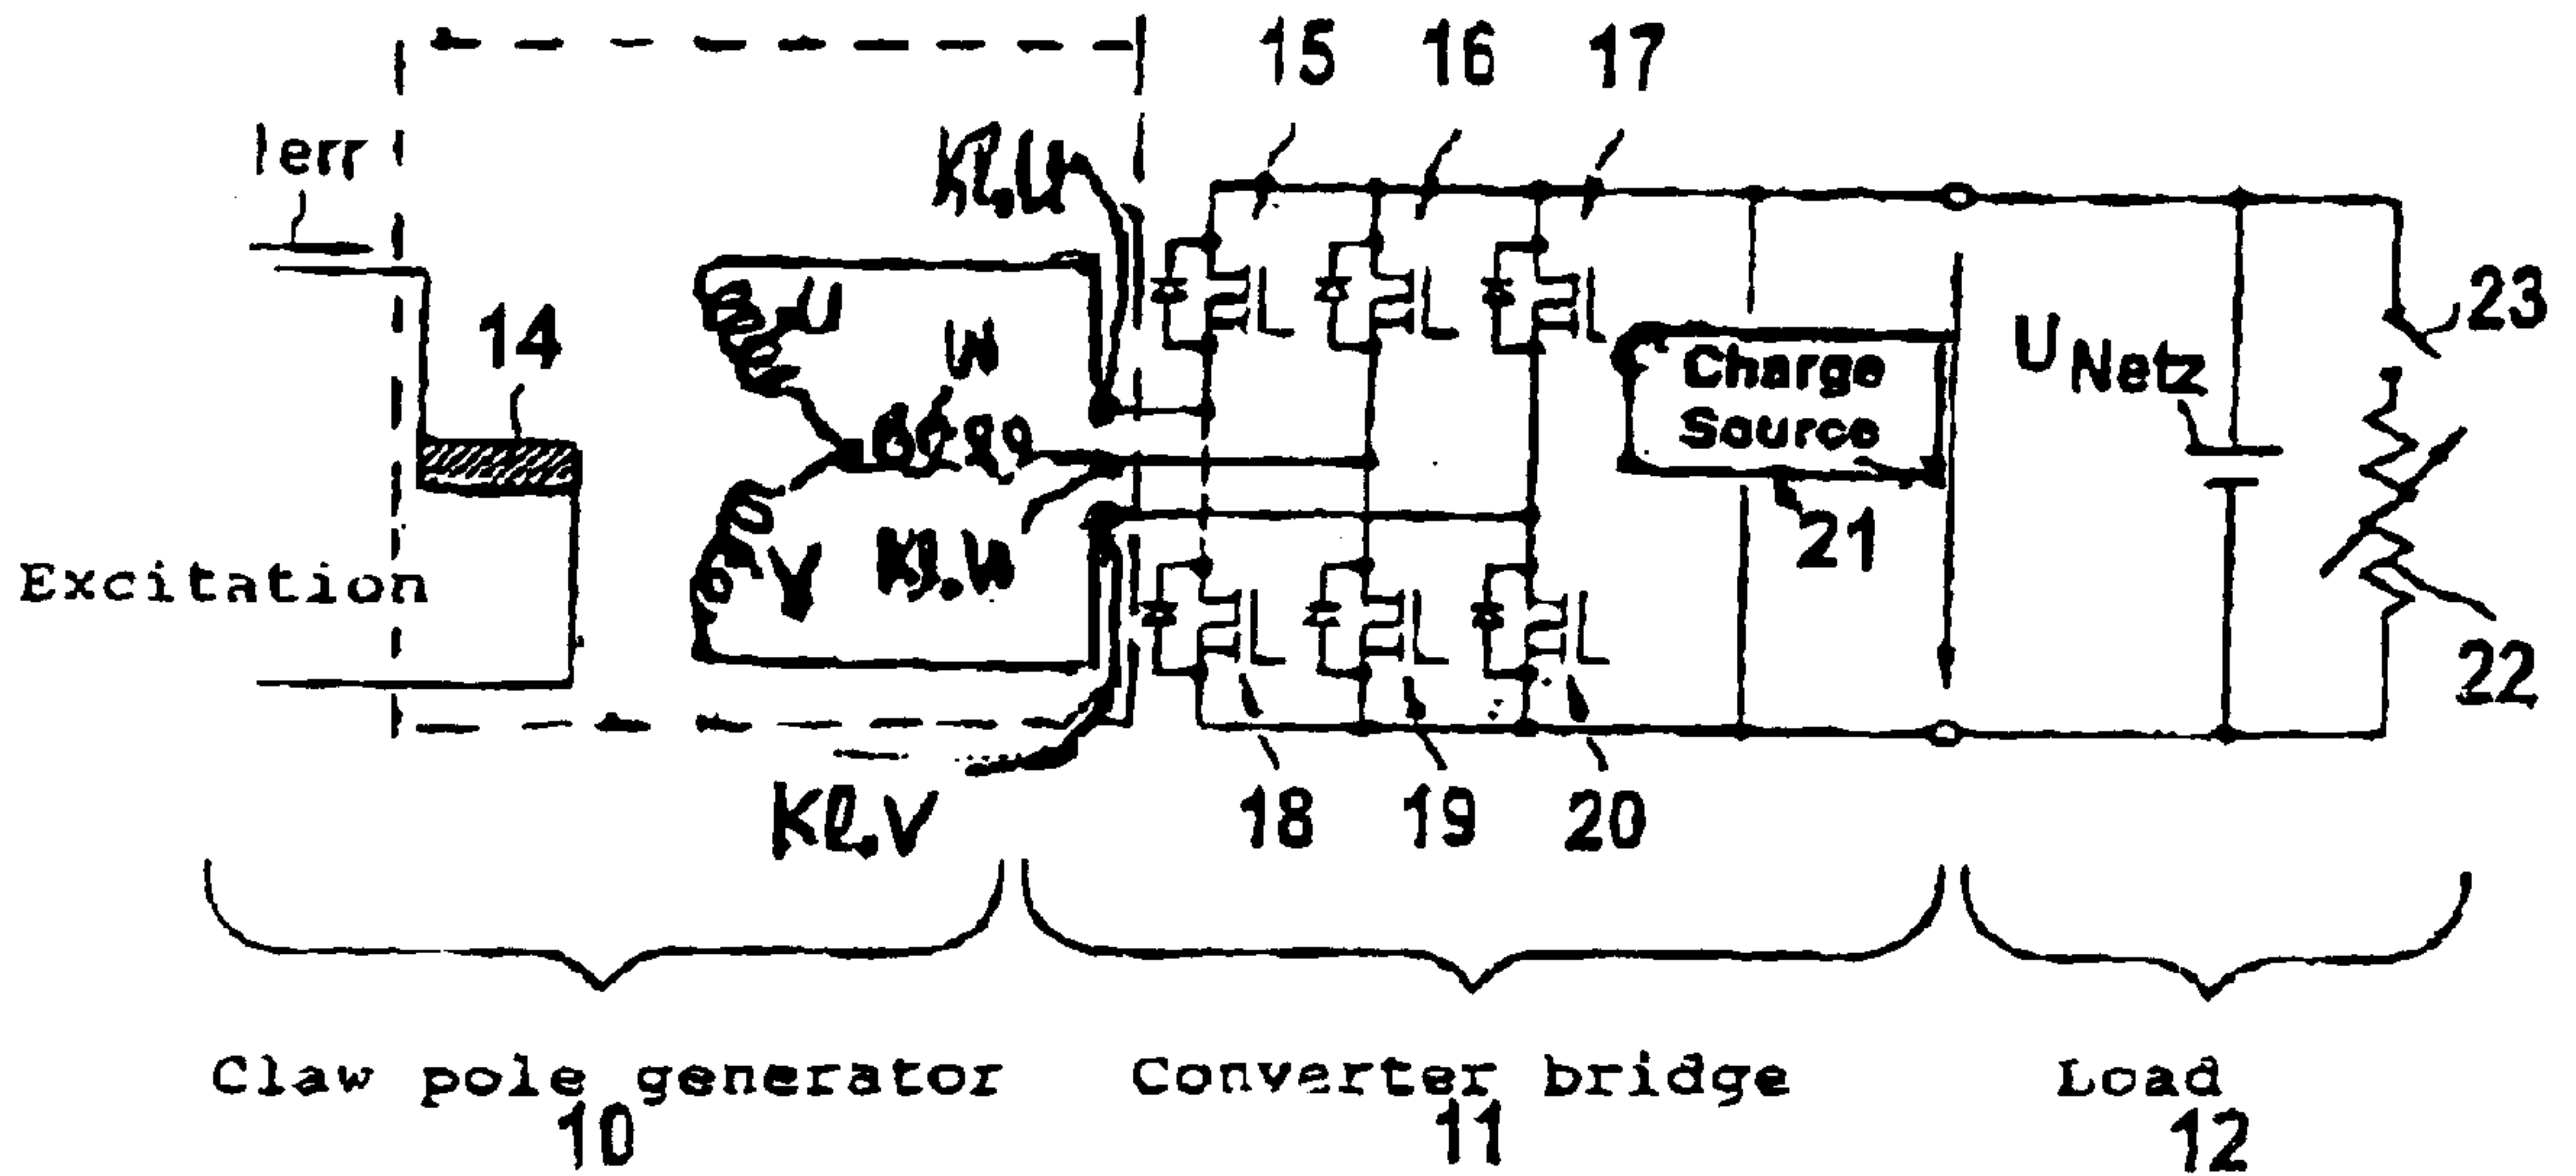 15 16 17
Ierr
Kl.U
14
U
W
Charge
Source
U Netz
23
Excitation
V
Kl.W
21
22
Kl.V
18 19 20
Claw pole generator
10
Converter bridge
11
Load
12